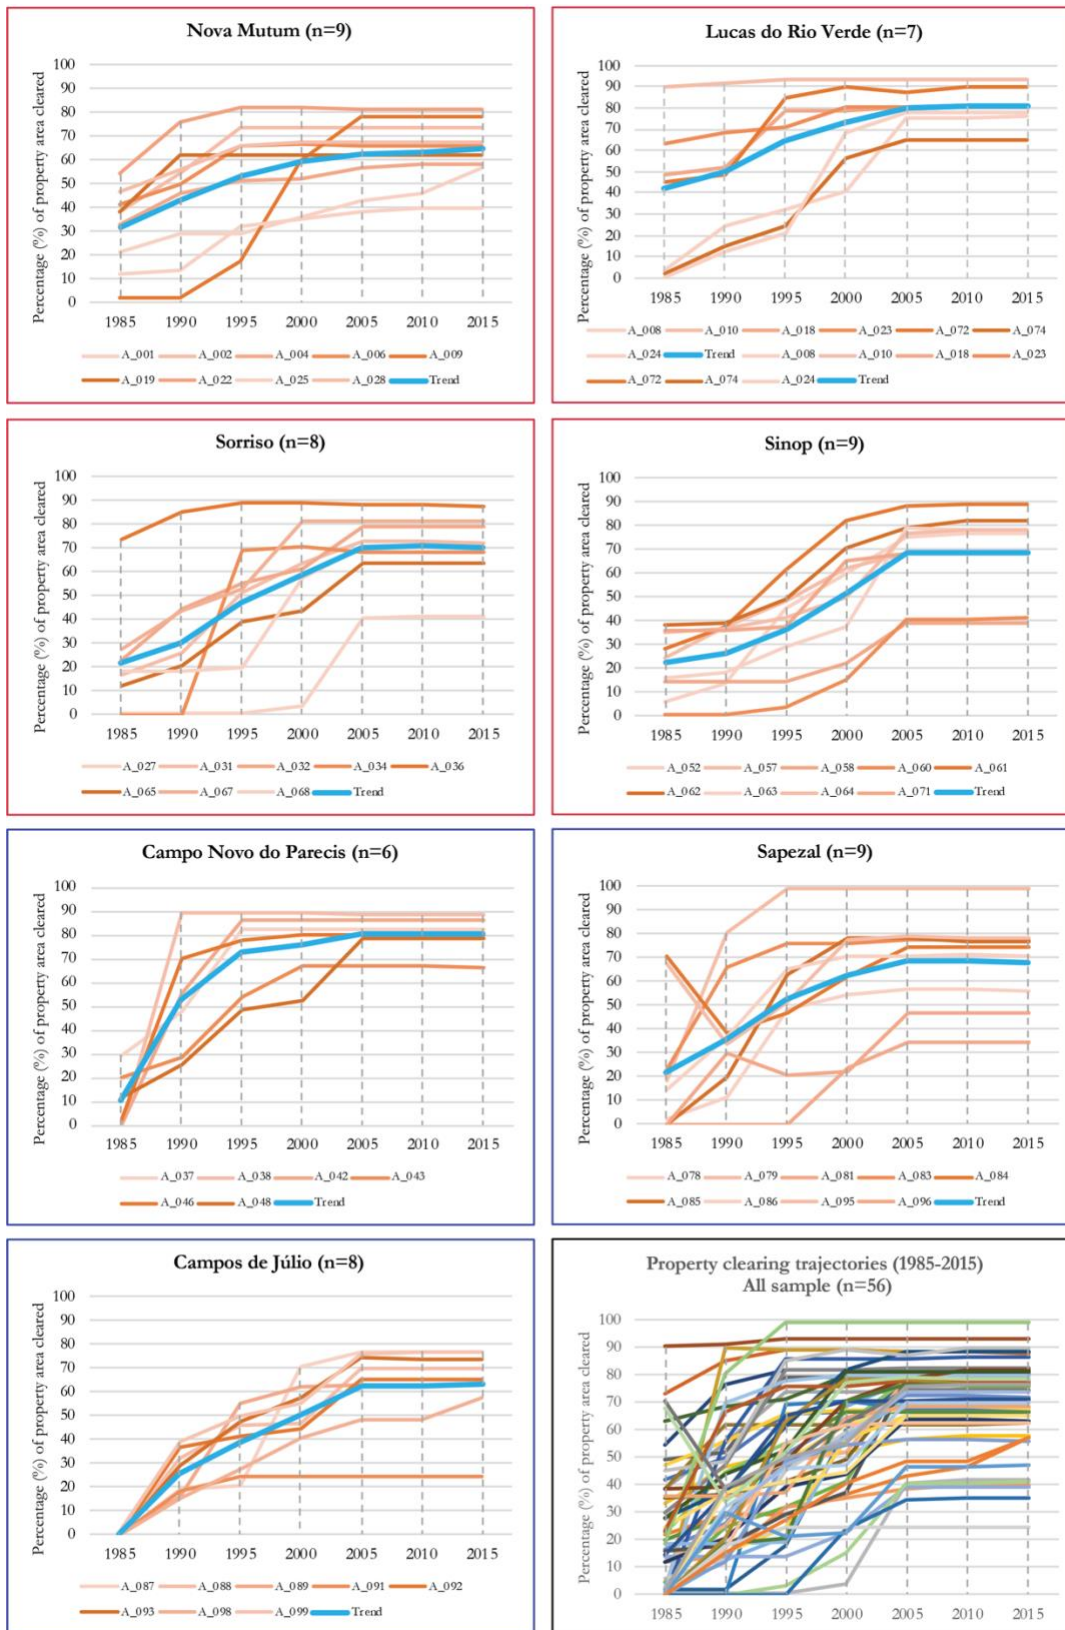 Nova Mutum (n=9)
Percentage (%) of property area cleared
100
90
80
70
60
50
40
30
20
10
0
1985 1990 1995 2000 2005 2010 2015
A_001 A_002 A_004 A_006 A_009
A_019 A_022 A_025 A_028 Trend
Lucas do Rio Verde (n=7)
Percentage (%) of property area cleared
100
90
80
70
60
50
40
30
20
10
0
1985 1990 1995 2000 2005 2010 2015
A_008 A_010 A_018 A_023 A_072 A_074
A_024 Trend A_008 A_010 A_018 A_023
A_072 A_074 A_024 Trend
Sorriso (n=8)
Percentage (%) of property area cleared
100
90
80
70
60
50
40
30
20
10
0
1985 1990 1995 2000 2005 2010 2015
A_027 A_031 A_032 A_034 A_036
A_065 A_067 A_068 Trend
Sinop (n=9)
Percentage (%) of property area cleared
100
90
80
70
60
50
40
30
20
10
0
1985 1990 1995 2000 2005 2010 2015
A_052 A_057 A_058 A_060 A_061
A_062 A_063 A_064 A_071 Trend
Campo Novo do Parecis (n=6)
Percentage (%) of property area cleared
100
90
80
70
60
50
40
30
20
10
0
1985 1990 1995 2000 2005 2010 2015
A_037 A_038 A_042 A_043
A_046 A_048 Trend
Sapezal (n=9)
Percentage (%) of property area cleared
100
90
80
70
60
50
40
30
20
10
0
1985 1990 1995 2000 2005 2010 2015
A_078 A_079 A_081 A_083 A_084
A_085 A_086 A_095 A_096 Trend
Campos de Júlio (n=8)
Percentage (%) of property area cleared
100
90
80
70
60
50
40
30
20
10
0
1985 1990 1995 2000 2005 2010 2015
A_087 A_088 A_089 A_091 A_092
A_093 A_098 A_099 Trend
Property clearing trajectories (1985-2015)
All sample (n=56)
Percentage (%) of property area cleared
100
90
80
70
60
50
40
30
20
10
0
1985 1990 1995 2000 2005 2010 2015